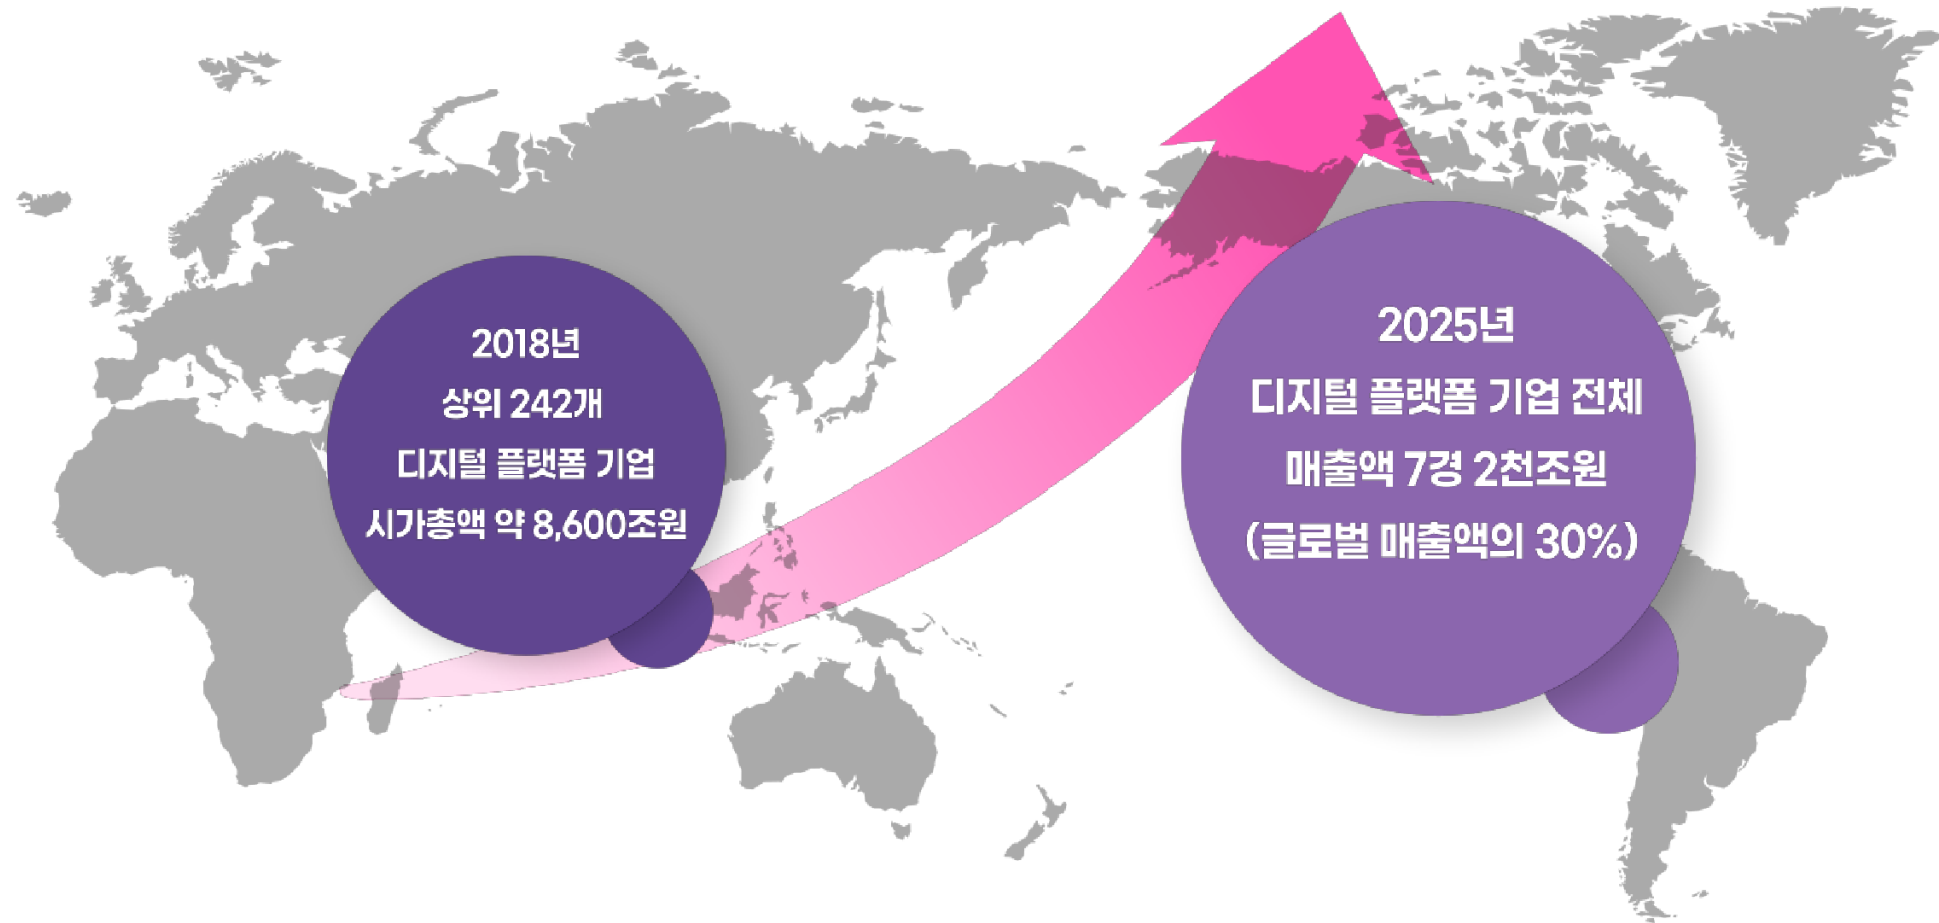 2018년
상위 242개
디지털 플랫폼 기업
시가총액 약 8,600조원
2025년
디지털 플랫폼 기업 전체
매출액 7경 2천조원
(글로벌 매출액의 30%)